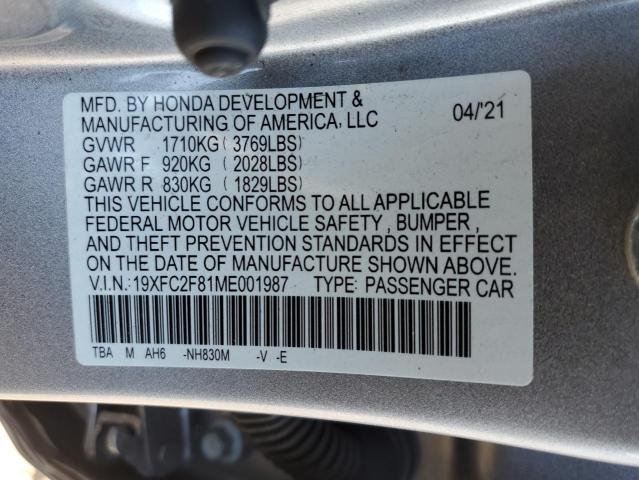 MFD. BY HONDA DEVELOPMENT &
MANUFACTURING OF AMERICA, LLC 04/'21
GVWR 1710KG ( 3769LBS)
GAWR F 920KG ( 2028LBS)
GAWR R 830KG ( 1829LBS)
THIS VEHICLE CONFORMS TO ALL APPLICABLE
FEDERAL MOTOR VEHICLE SAFETY , BUMPER ,
AND THEFT PREVENTION STANDARDS IN EFFECT
ON THE DATE OF MANUFACTURE SHOWN ABOVE.
V.I.N.: 19XFC2F81ME001987 TYPE: PASSENGER CAR
TBA M AH6 -NH830M -V -E